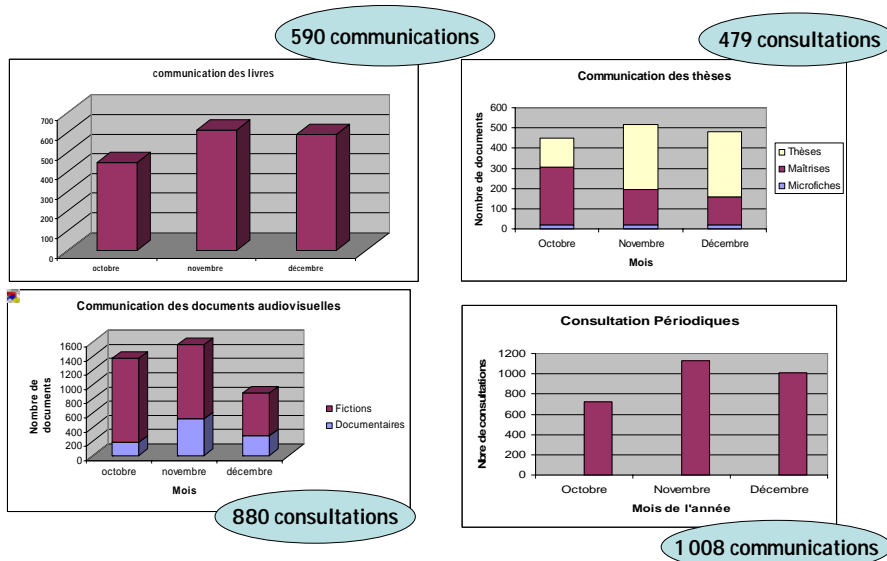 590 communications
479 consultations
communication des livres
700
600
500
400
300
200
100
0
octobre novembre décembre
Communication des thèses
Nombre de documents
600
500
400
300
200
100
0
Octobre Novembre Décembre
Mois
Thèses
Maîtrises
Microfiches
Communication des documents audiovisuelles
Nombre de
documents
1600
1400
1200
1000
800
600
400
200
0
octobre novembre décembre
Mois
Fictions
Documentaires
880 consultations
Consultation Périodiques
Nbre de consultations
1200
1000
800
600
400
200
0
Octobre Novembre Décembre
Mois de l'année
1 008 communications